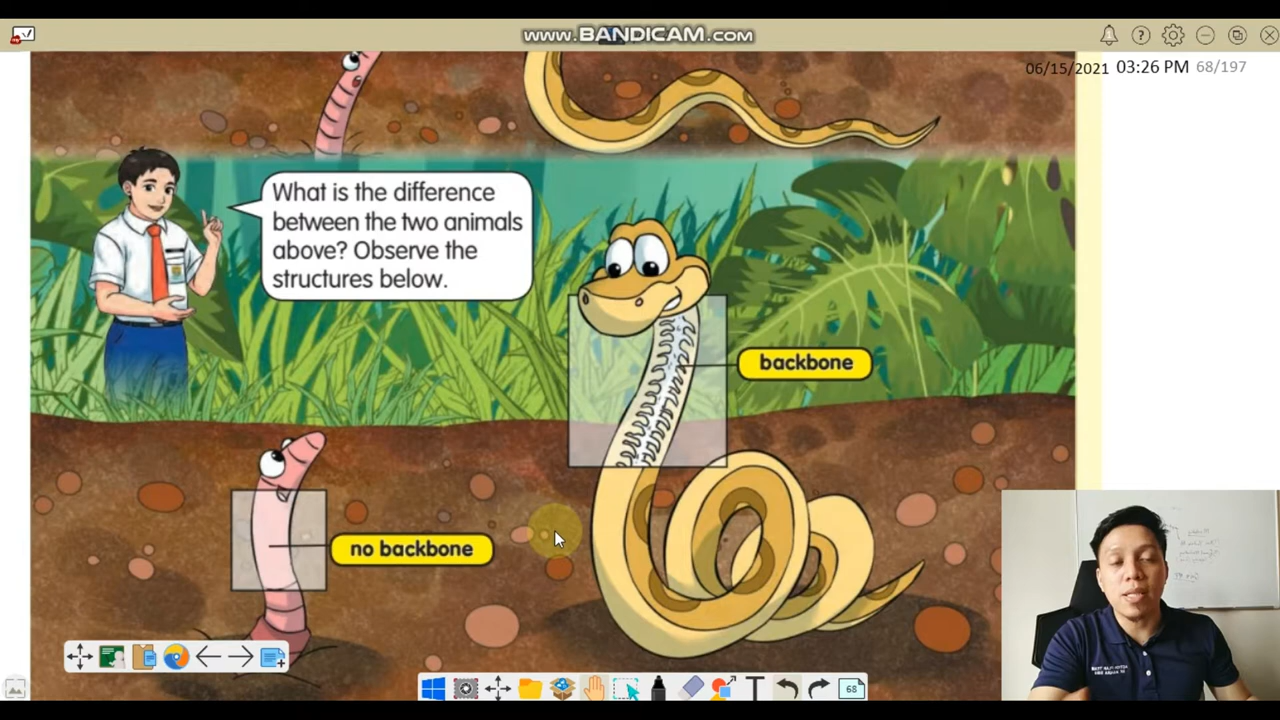 www.BANDICAM.com
06/15/2021 03:26 PM 68/197
What is the difference
between the two animals
above? Observe the
structures below.
backbone
no backbone
68